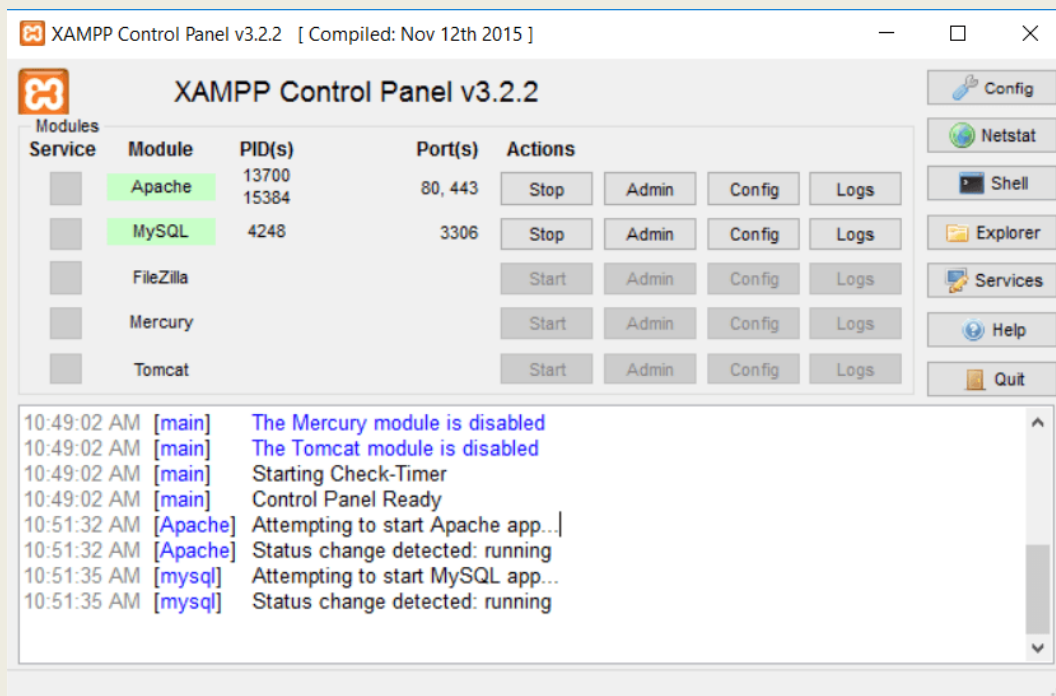 XAMPP Control Panel v3.2.2 [ Compiled: Nov 12th 2015 ]
XAMPP Control Panel v3.2.2
Config
Modules
Netstat
Service Module PID(s) Port(s) Actions
Apache 13700 15384 80, 443 Stop Admin Config Logs
Shell
MySQL 4248 3306 Stop Admin Config Logs
Explorer
FileZilla Start Admin Config Logs
Services
Mercury Start Admin Config Logs
Help
Tomcat Start Admin Config Logs
Quit
10:49:02 AM [main] The Mercury module is disabled
10:49:02 AM [main] The Tomcat module is disabled
10:49:02 AM [main] Starting Check-Timer
10:49:02 AM [main] Control Panel Ready
10:51:32 AM [Apache] Attempting to start Apache app...
10:51:32 AM [Apache] Status change detected: running
10:51:35 AM [mysql] Attempting to start MySQL app...
10:51:35 AM [mysql] Status change detected: running